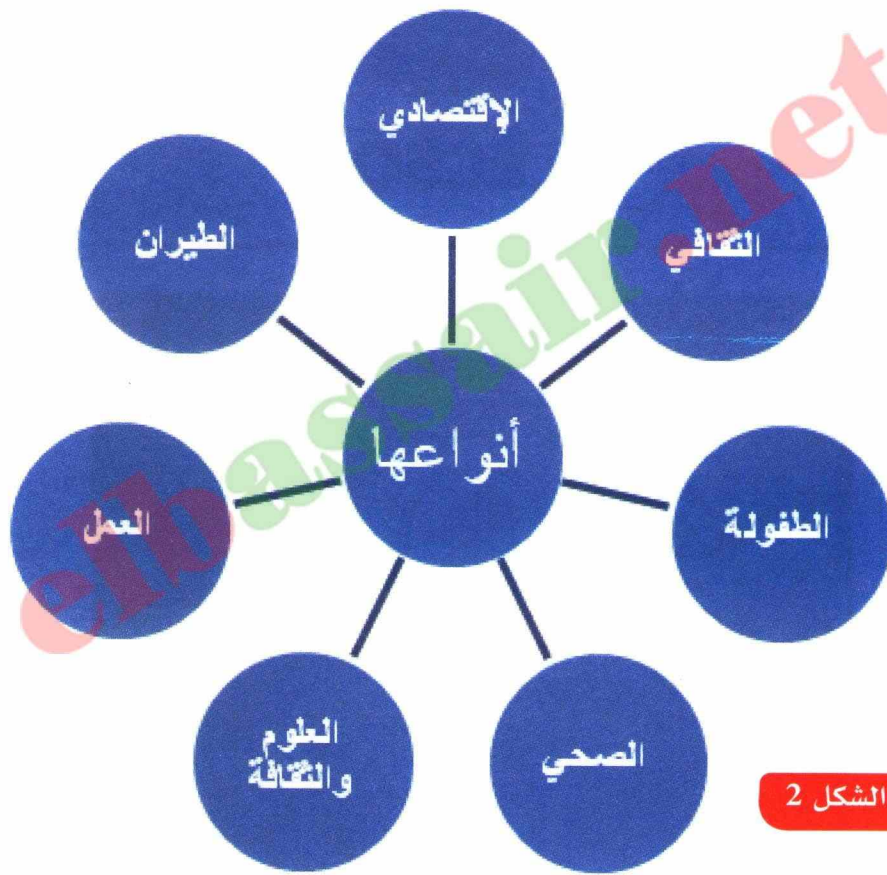 الإقتصادي
الثقافي
الطيران
أنواعها
الطفولة
العمل
العلوم
والثقافة
الصحي
الشكل 2
elbassair.net